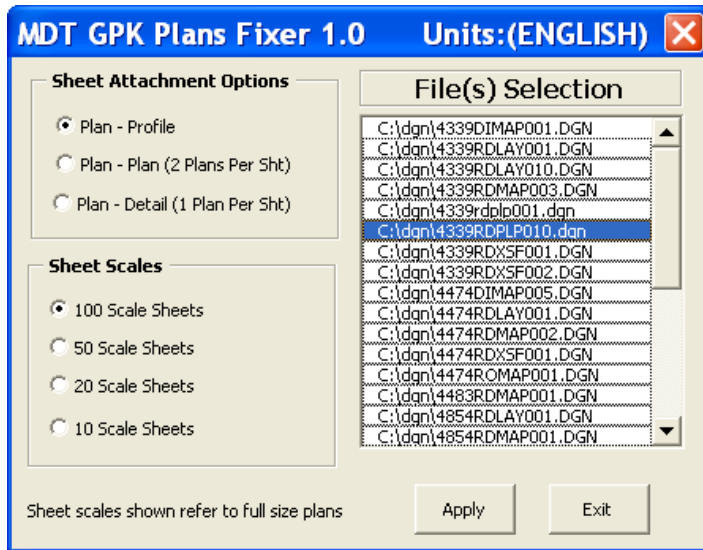 MDT GPK Plans Fixer 1.0 Units:(ENGLISH)
Sheet Attachment Options
Plan - Profile
Plan - Plan (2 Plans Per Sht)
Plan - Detail (1 Plan Per Sht)
Sheet Scales
100 Scale Sheets
50 Scale Sheets
20 Scale Sheets
10 Scale Sheets
Sheet scales shown refer to full size plans
File(s) Selection
C:\dgn\4339DIMAP001.DGN
C:\dgn\4339RDLAY001.DGN
C:\dgn\4339RDLAY010.DGN
C:\dgn\4339RDMAP003.DGN
C:\dgn\4339rdplp001.dgn
C:\dgn\4339RDPLP010.dgn
C:\dgn\4339RDXSF001.DGN
C:\dgn\4339RDXSF002.DGN
C:\dgn\4474DIMAP005.DGN
C:\dgn\4474RDLAY001.DGN
C:\dgn\4474RDMAP002.DGN
C:\dgn\4474RDXSF001.DGN
C:\dgn\4474ROMAP001.DGN
C:\dgn\4483RDMAP001.DGN
C:\dgn\4854RDLAY001.DGN
C:\dgn\4854RDMAP001.DGN
Apply
Exit